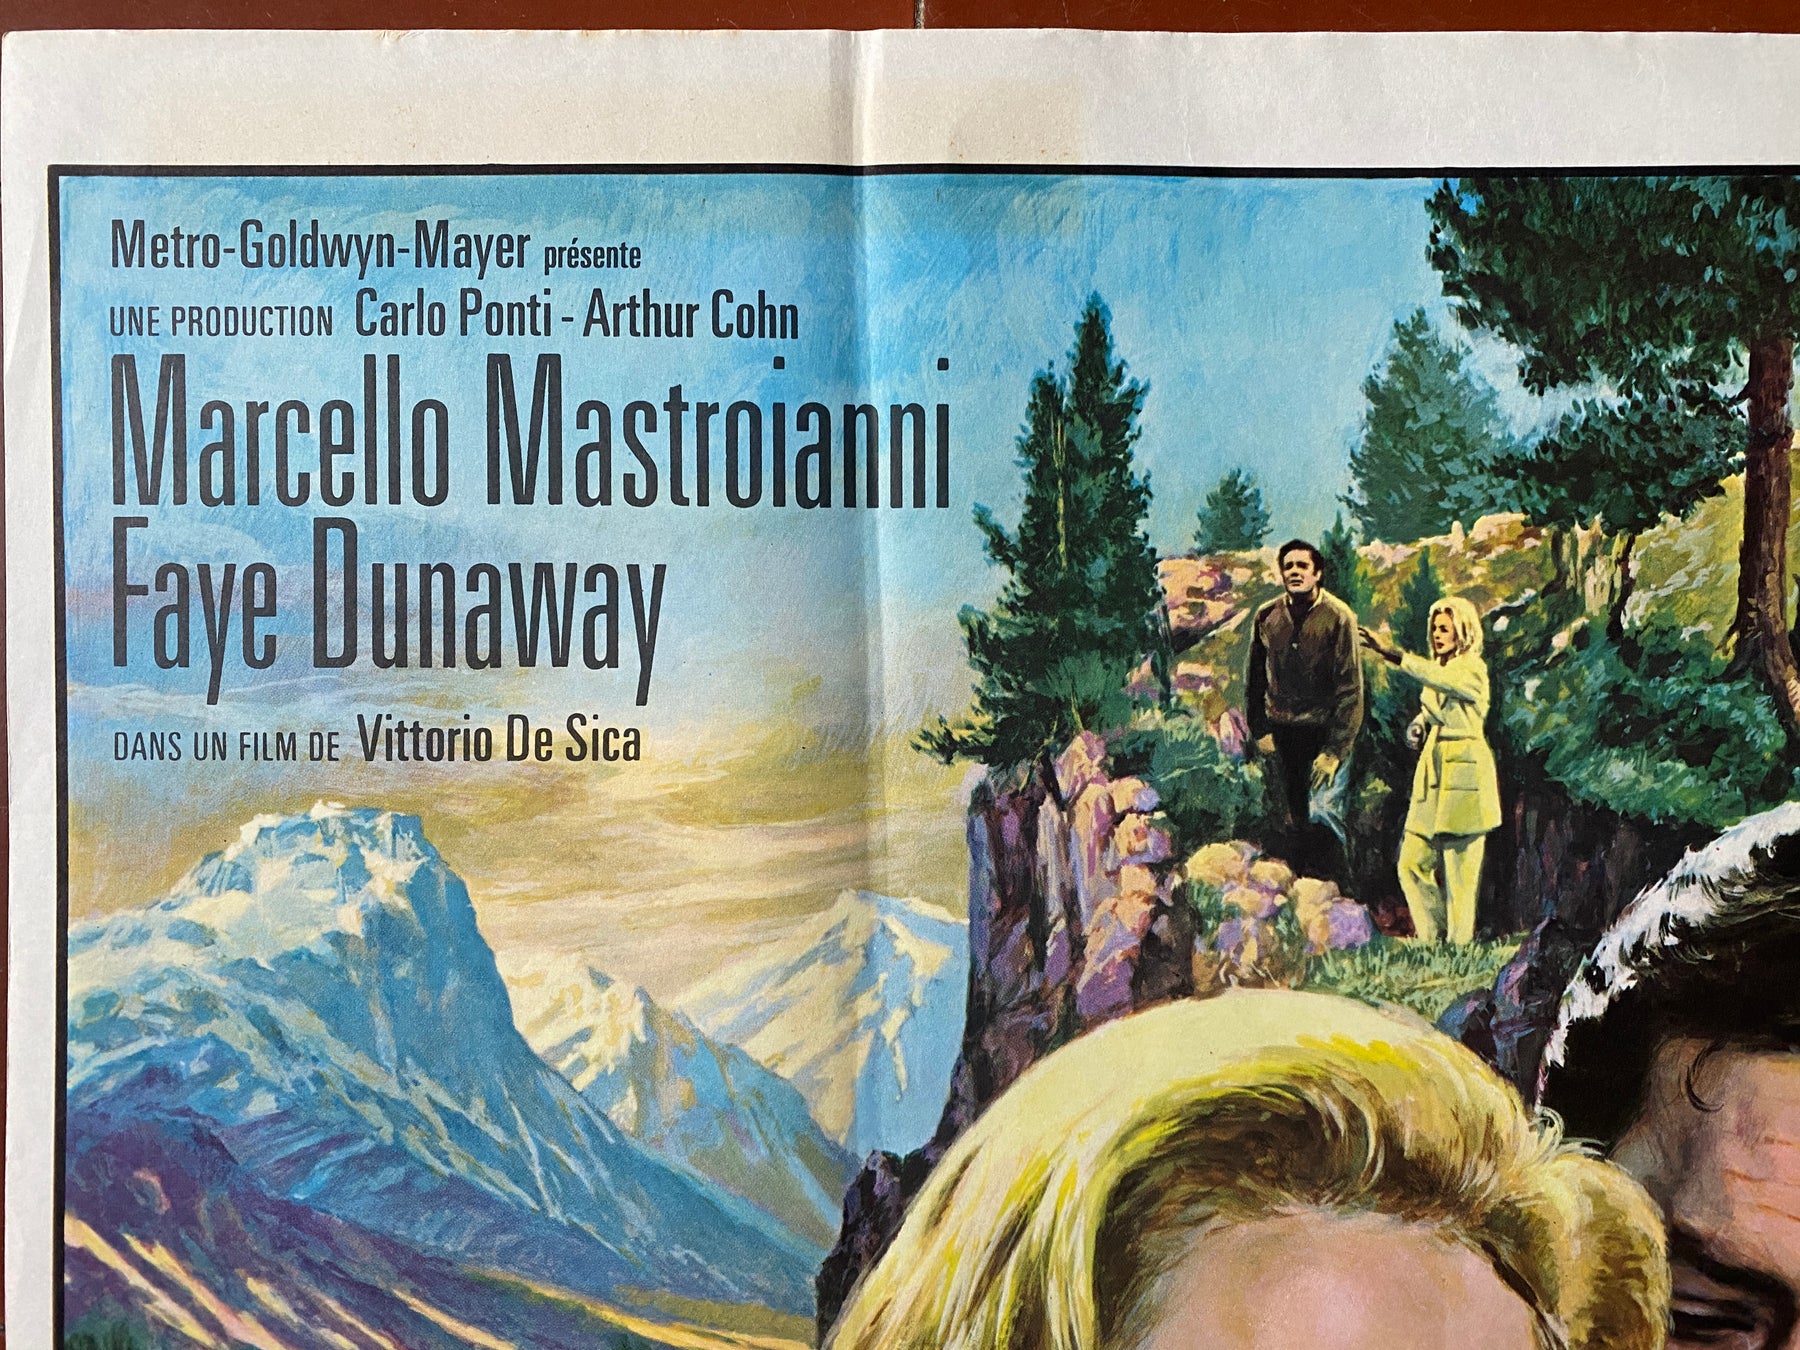 Metro-Goldwyn-Mayer présente
UNE PRODUCTION Carlo Ponti - Arthur Cohn
Marcello Mastroianni
Faye Dunaway
DANS UN FILM DE Vittorio De Sica